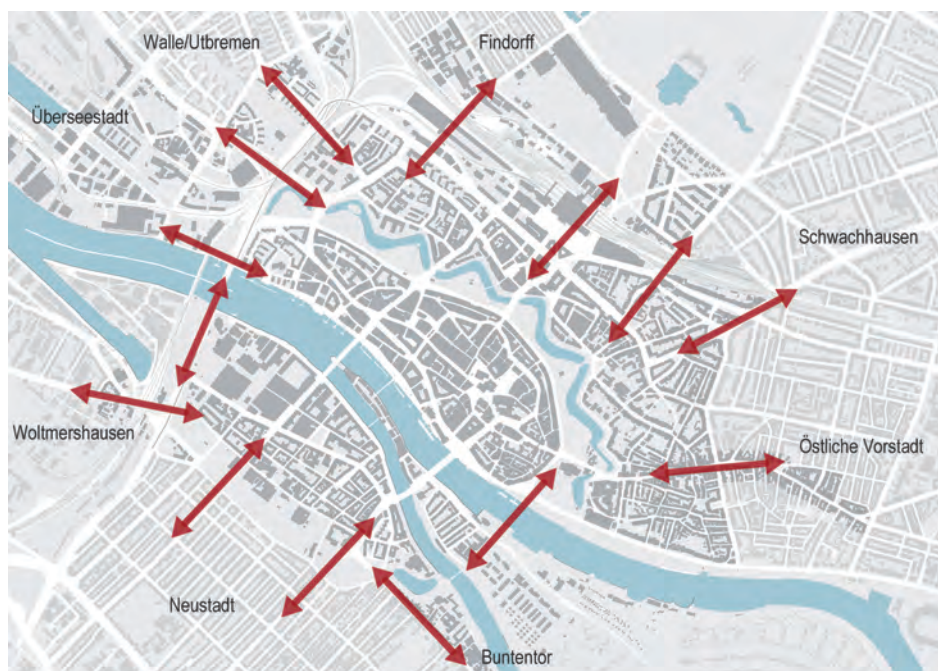 Walle/Utbremen
Findorff
Überseestadt
Schwachhausen
Woltmershausen
Östliche Vorstadt
Neustadt
Buntentor